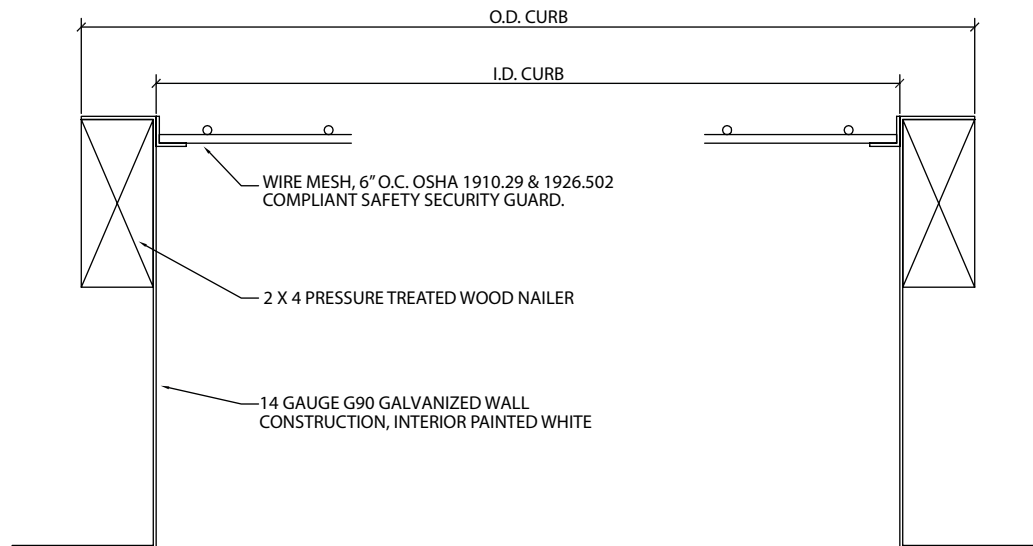 O.D. CURB
I.D. CURB
WIRE MESH, 6" O.C. OSHA 1910.29 & 1926.502
COMPLIANT SAFETY SECURITY GUARD.
2 X 4 PRESSURE TREATED WOOD NAILER
14 GAUGE G90 GALVANIZED WALL
CONSTRUCTION, INTERIOR PAINTED WHITE